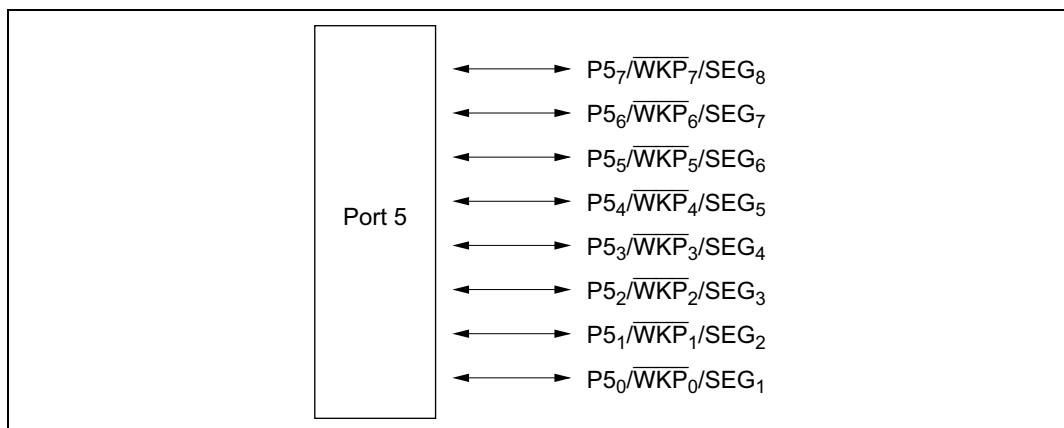 P5₇/W̅K̅P̅₇/SEG₈
P5₆/W̅K̅P̅₆/SEG₇
P5₅/W̅K̅P̅₅/SEG₆
P5₄/W̅K̅P̅₄/SEG₅
Port 5
P5₃/W̅K̅P̅₃/SEG₄
P5₂/W̅K̅P̅₂/SEG₃
P5₁/W̅K̅P̅₁/SEG₂
P5₀/W̅K̅P̅₀/SEG₁